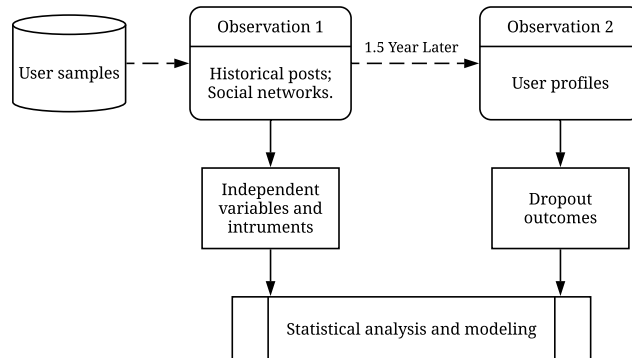 Observation 1
Observation 2
1.5 Year Later
User samples
Historical posts;
Social networks.
User profiles
Independent
variables and
intruments
Dropout
outcomes
Statistical analysis and modeling